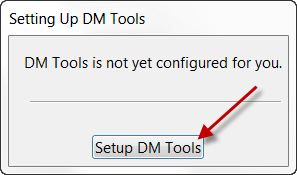 Setting Up DM Tools
DM Tools is not yet configured for you.
Setup DM Tools